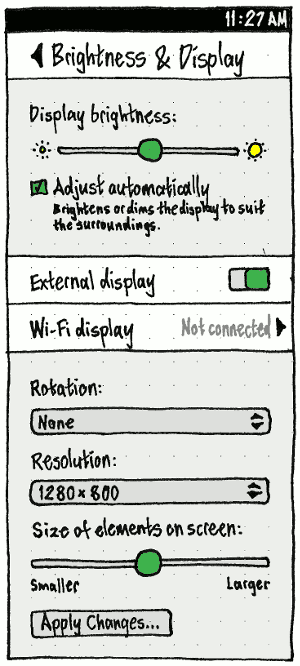 11:27 AM
Brightness & Display
Display brightness:
Adjust automatically
Brightens or dims the display to suit
the surroundings.
External display
Wi-Fi display Not connected
Rotation:
None
Resolution:
1280 × 800
Size of elements on screen:
Smaller Larger
Apply Changes...